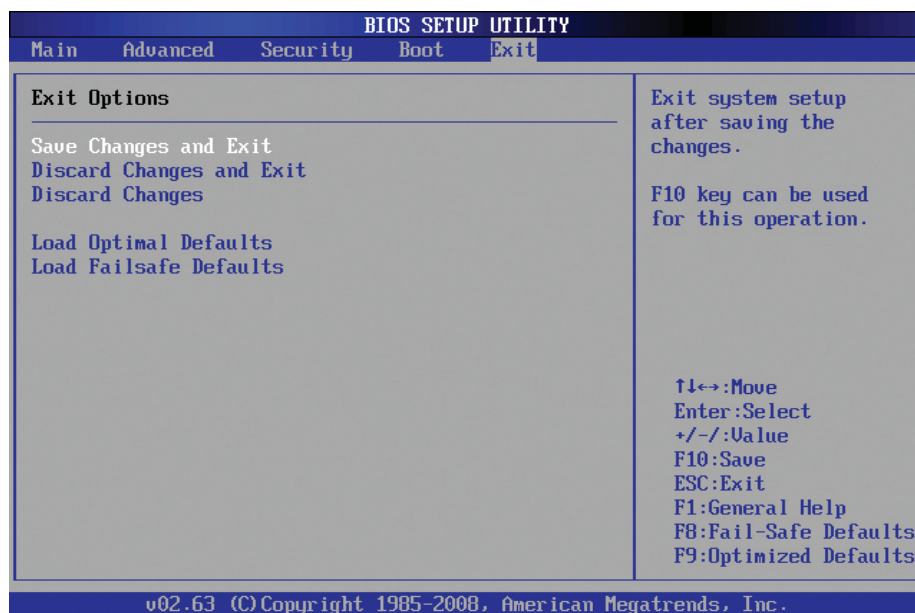 BIOS SETUP UTILITY
Main Advanced Security Boot Exit
Exit Options
Save Changes and Exit
Discard Changes and Exit
Discard Changes
Load Optimal Defaults
Load Failsafe Defaults
Exit system setup
after saving the
changes.
F10 key can be used
for this operation.
↑↓←→:Move
Enter:Select
+/-/:Value
F10:Save
ESC:Exit
F1:General Help
F8:Fail-Safe Defaults
F9:Optimized Defaults
v02.63 (C)Copyright 1985-2008, American Megatrends, Inc.